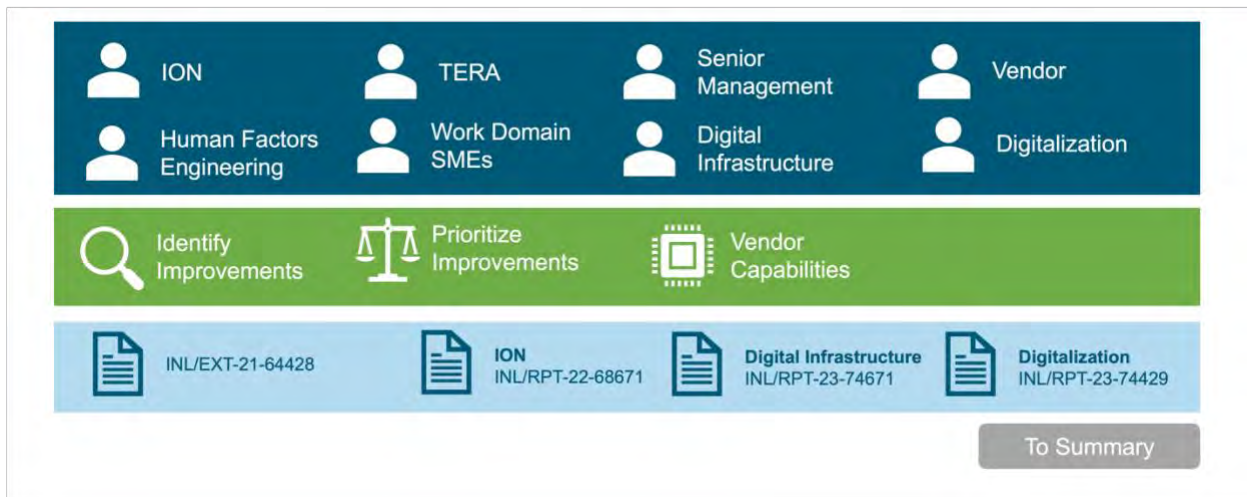 ION
TERA
Senior
Management
Vendor
Human Factors
Engineering
Work Domain
SMEs
Digital
Infrastructure
Digitalization
Identify
Improvements
Prioritize
Improvements
Vendor
Capabilities
INL/EXT-21-64428
ION
INL/RPT-22-68671
Digital Infrastructure
INL/RPT-23-74671
Digitalization
INL/RPT-23-74429
To Summary